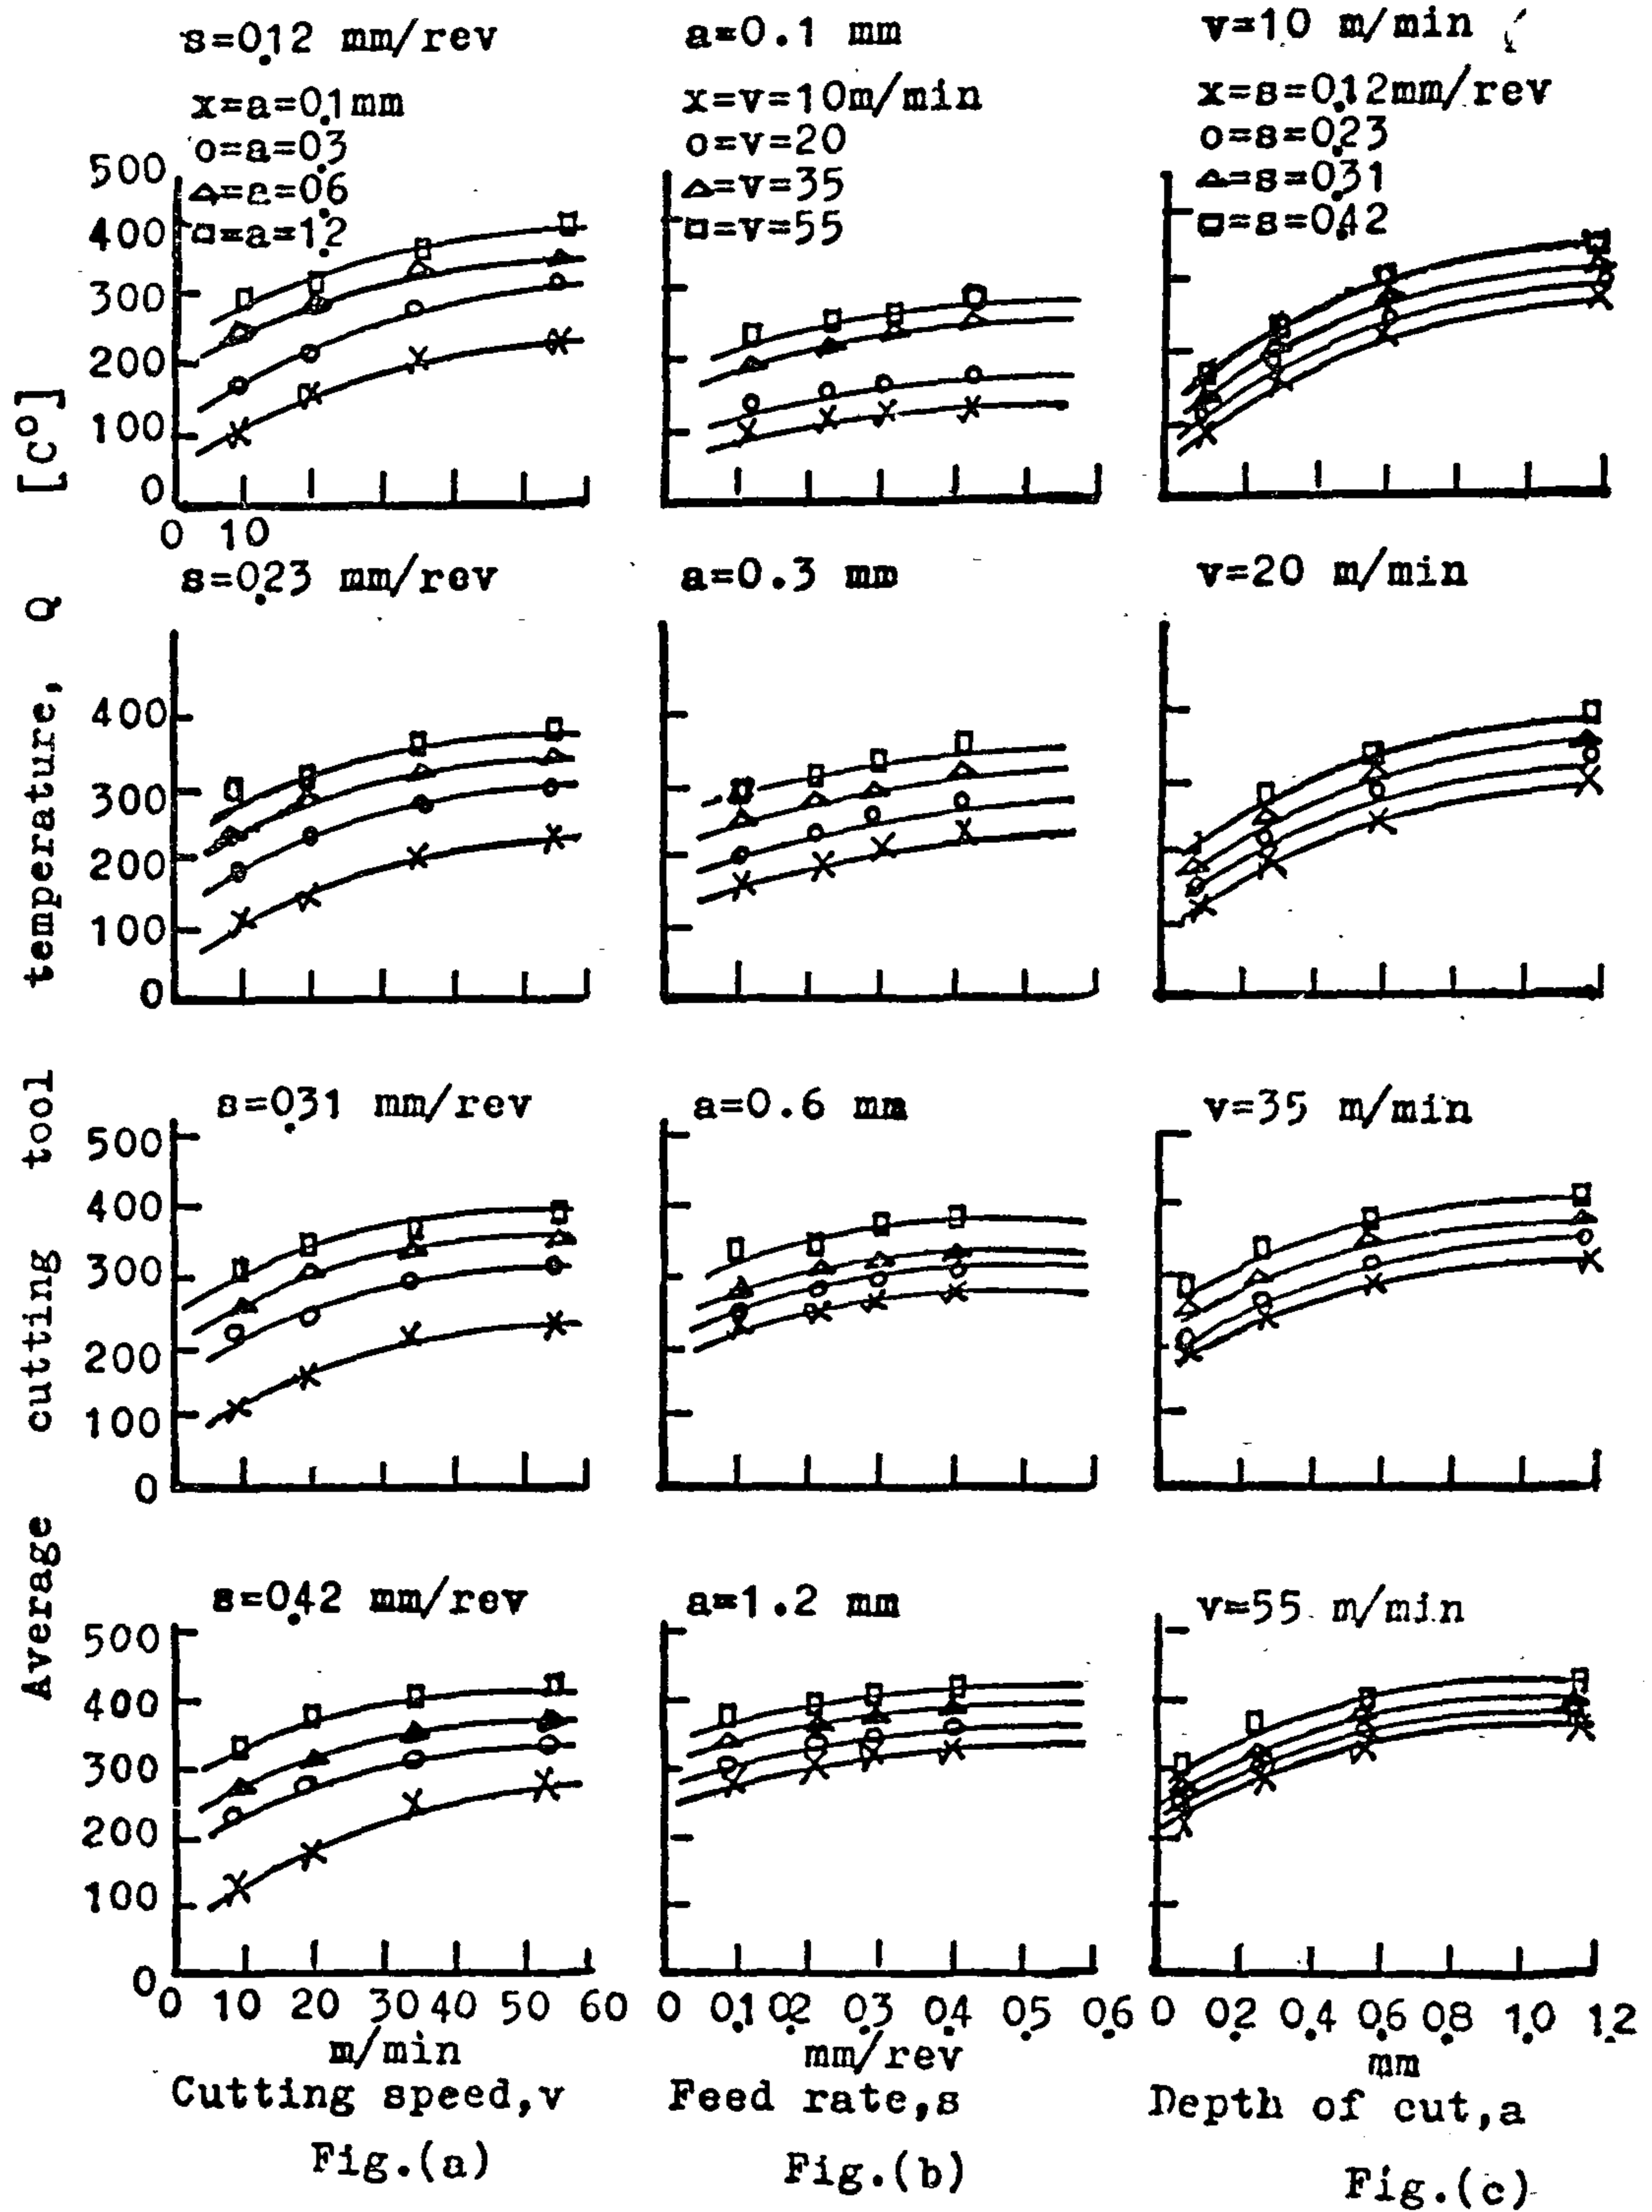 s=0.12 mm/rev
x=a=0.1mm
o=a=0.3
△=a=0.6
□=a=1.2
a=0.1 mm
x=v=10m/min
o=v=20
△=v=35
□=v=55
v=10 m/min
x=s=0.12mm/rev
o=s=0.23
△=s=0.31
□=s=0.42
500
400
300
200
100
0
0 10
s=0.23 mm/rev
a=0.3 mm
v=20 m/min
400
300
200
100
0
s=0.31 mm/rev
a=0.6 mm
v=35 m/min
500
400
300
200
100
0
s=0.42 mm/rev
a=1.2 mm
v=55 m/min
500
400
300
200
100
0
Average cutting tool temperature, Q [C°]
0 10 20 30 40 50 60
m/min
Cutting speed,v
Fig.(a)
0 0.1 0.2 0.3 0.4 0.5 0.6
mm/rev
Feed rate,s
Fig.(b)
0 0.2 0.4 0.6 0.8 1.0 1.2
mm
Depth of cut,a
Fig.(c)